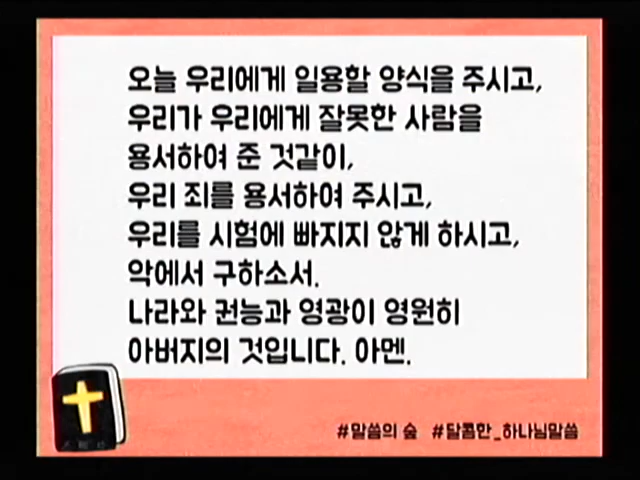 오늘 우리에게 일용할 양식을 주시고,
우리가 우리에게 잘못한 사람을
용서하여 준 것같이,
우리 죄를 용서하여 주시고,
우리를 시험에 빠지지 않게 하시고,
악에서 구하소서.
나라와 권능과 영광이 영원히
아버지의 것입니다. 아멘.
#말씀의 숲 #달콤한_하나님말씀